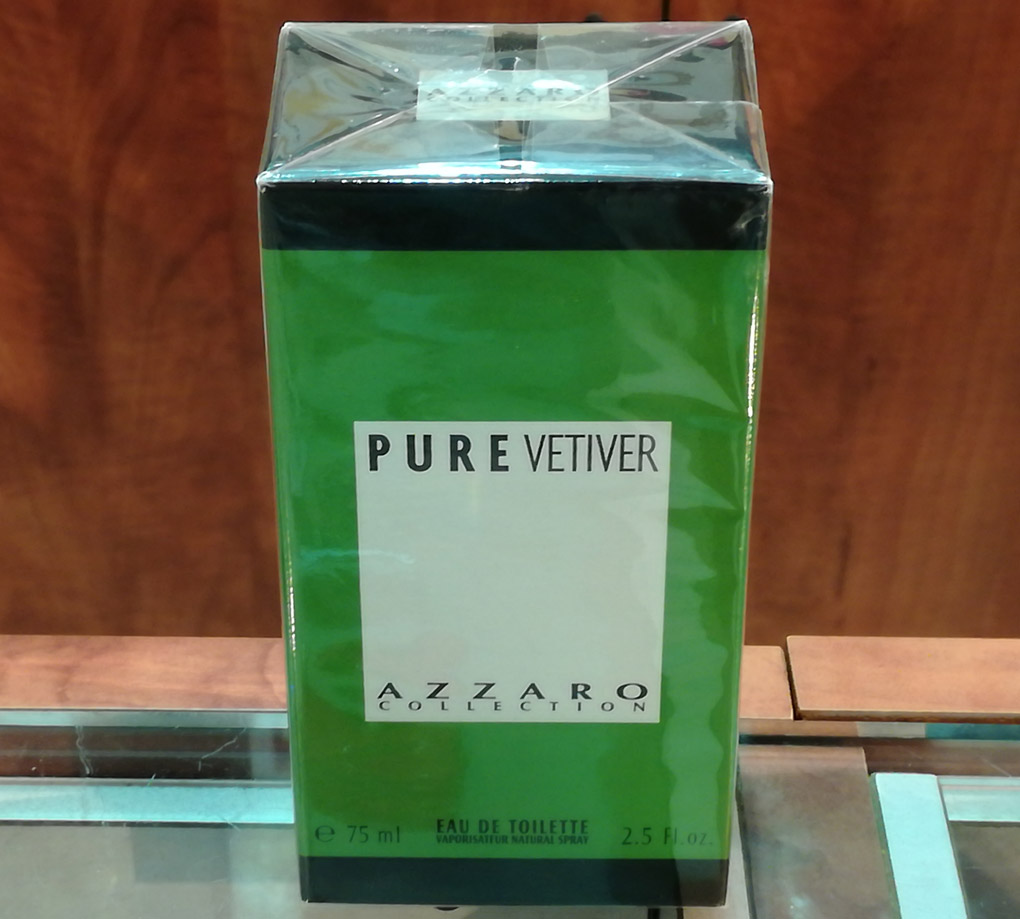 AZZARO
COLLECTION
PURE VETIVER
AZZARO
COLLECTION
℮ 75 ml
EAU DE TOILETTE
VAPORISATEUR NATURAL SPRAY
2.5 Fl.oz.